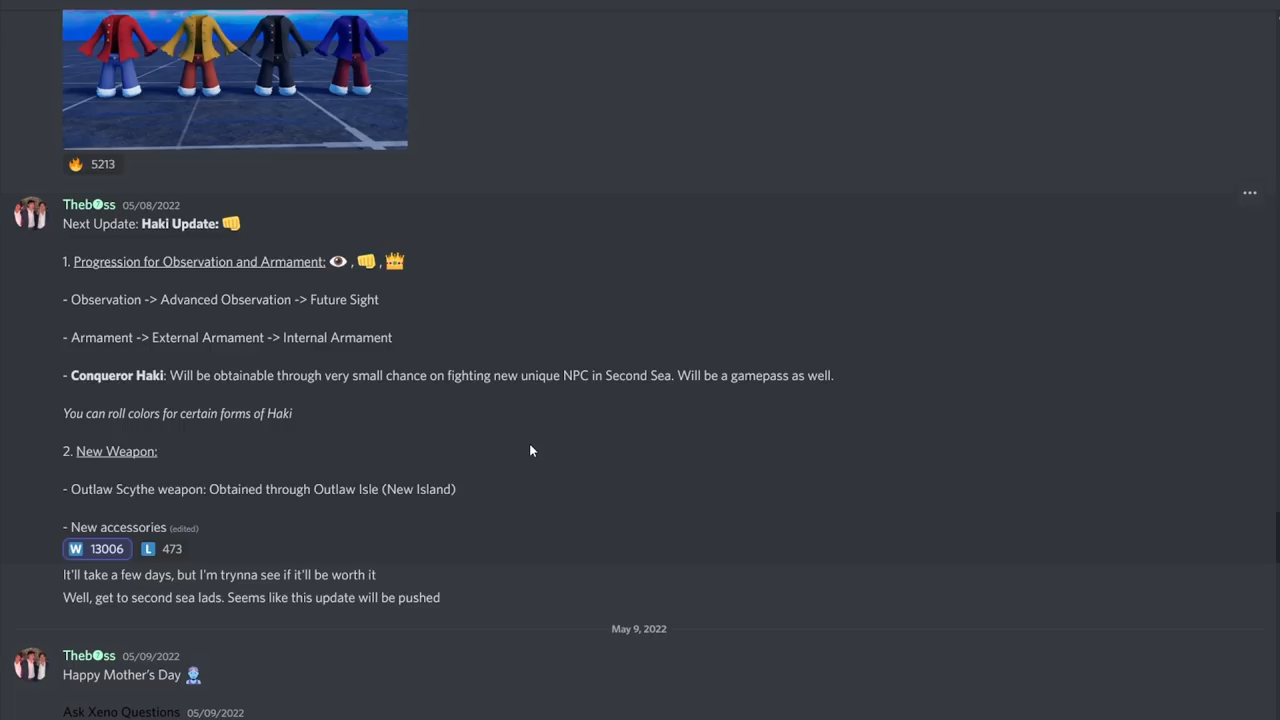 🔥 5213
Theb❼ss 05/08/2022
Next Update: Haki Update: 👊
1. Progression for Observation and Armament: 👁 , 👊 , 👑
- Observation -> Advanced Observation -> Future Sight
- Armament -> External Armament -> Internal Armament
- Conqueror Haki: Will be obtainable through very small chance on fighting new unique NPC in Second Sea. Will be a gamepass as well.
You can roll colors for certain forms of Haki
2. New Weapon:
- Outlaw Scythe weapon: Obtained through Outlaw Isle (New Island)
- New accessories (edited)
W 13006 L 473
It'll take a few days, but I'm trynna see if it'll be worth it
Well, get to second sea lads. Seems like this update will be pushed
May 9, 2022
Theb❼ss 05/09/2022
Happy Mother's Day
Ask Xeno Questions 05/09/2022